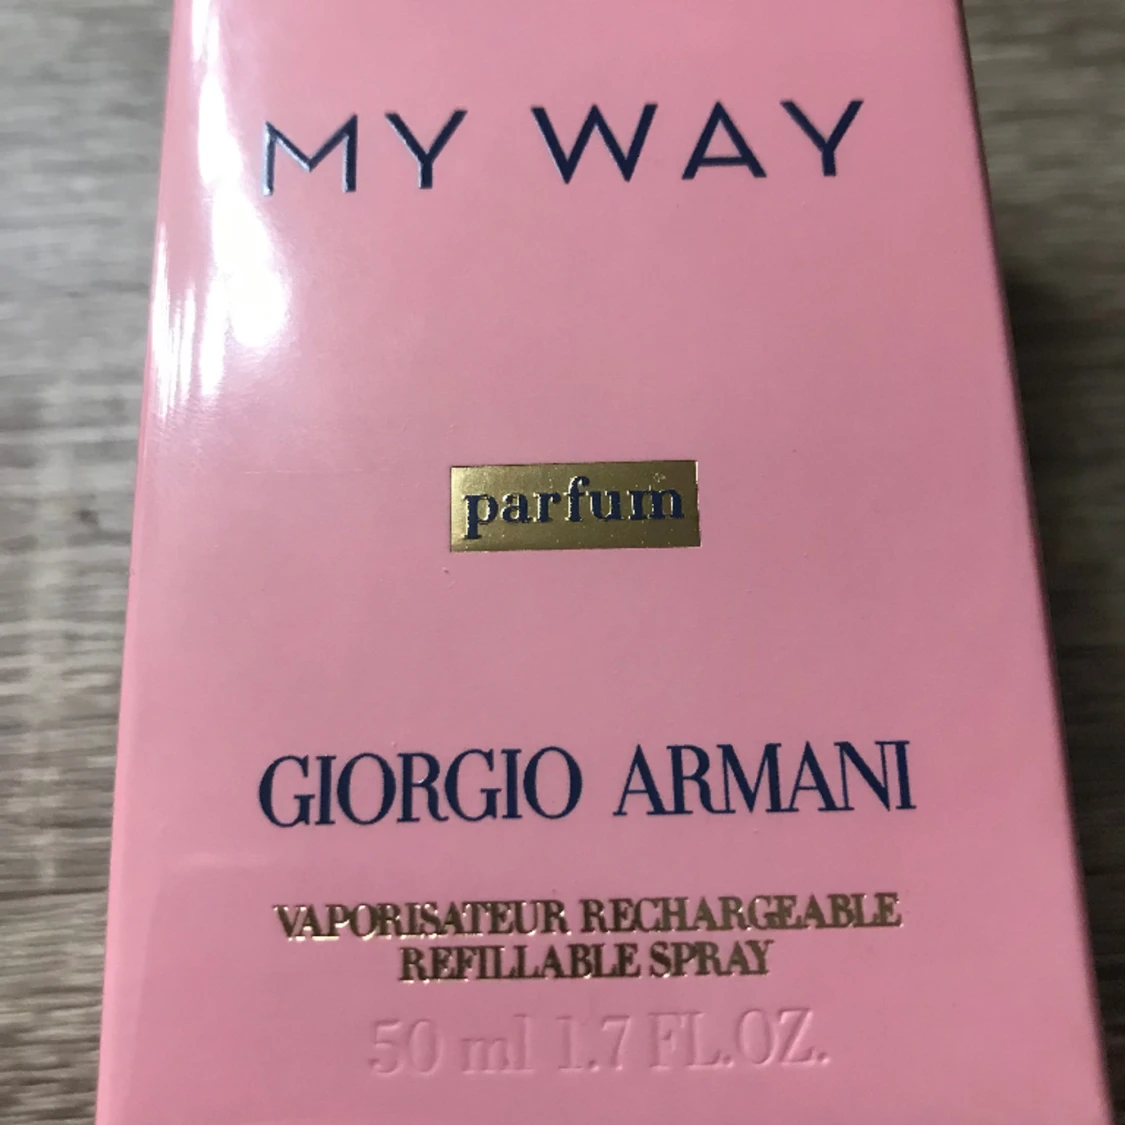 MY WAY
parfum
GIORGIO ARMANI
VAPORISATEUR RECHARGEABLE
REFILLABLE SPRAY
50 ml 1.7 FL.OZ.